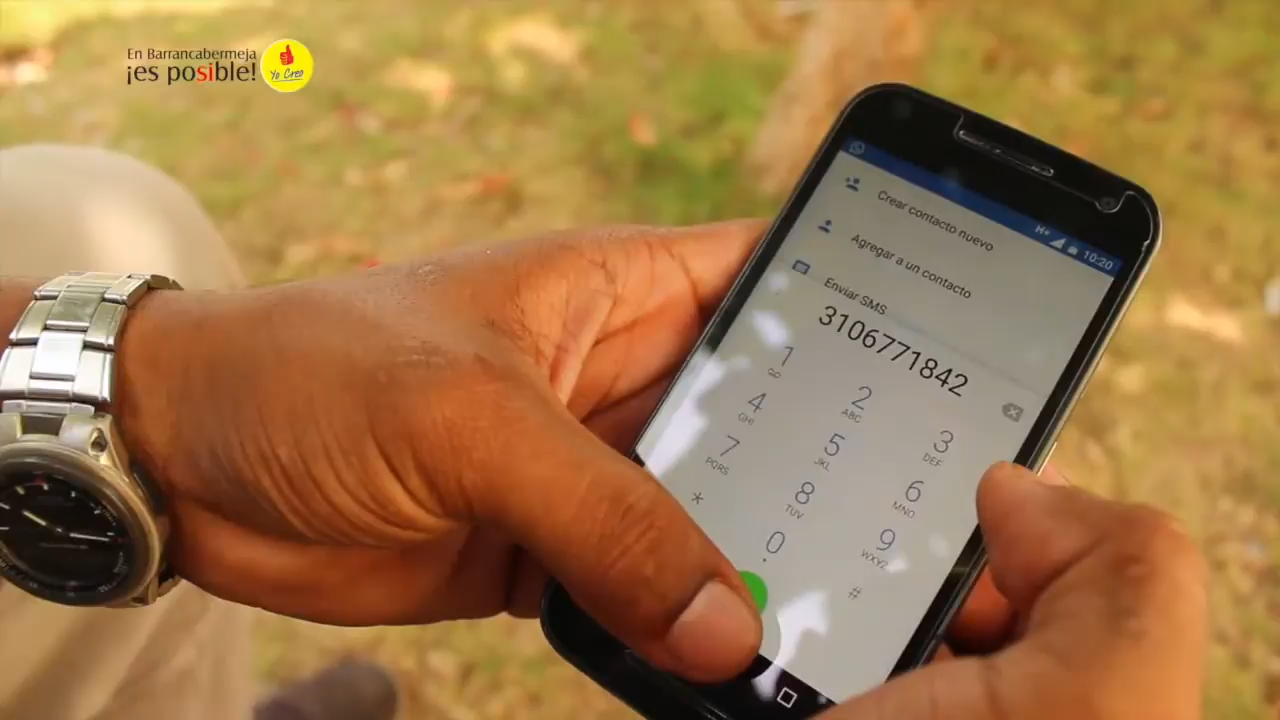 En Barrancabermeja
¡es posible!
Yo Creo
H+ 10:20
Crear contacto nuevo
Agregar a un contacto
Enviar SMS
3106771842
1
2 ABC
3 DEF
4 GHI
5 JKL
6 MNO
7 PQRS
8 TUV
9 WXYZ
*
0
#